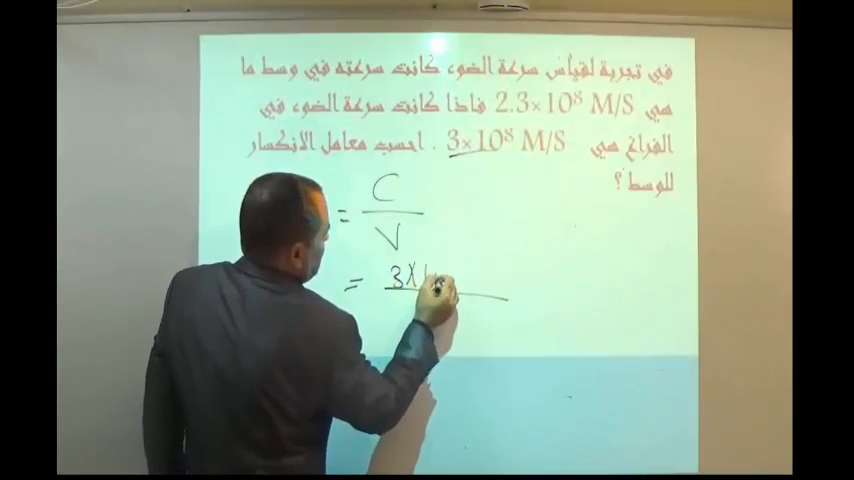 في تجربة لقياس سرعة الضوء كانت سرعته في وسط ما
هي 2.3×10⁸ M/S فاذا كانت سرعة الضوء في
الفراغ هي 3×10⁸ M/S . احسب معامل الانكسار
للوسط ؟
= C
V
= 3×